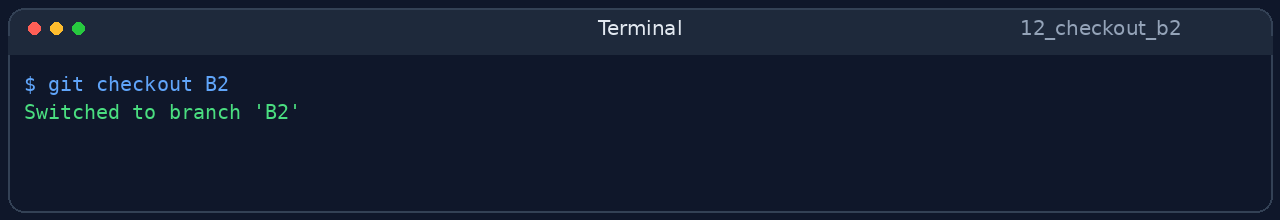 Terminal
12_checkout_b2
$ git checkout B2
Switched to branch 'B2'